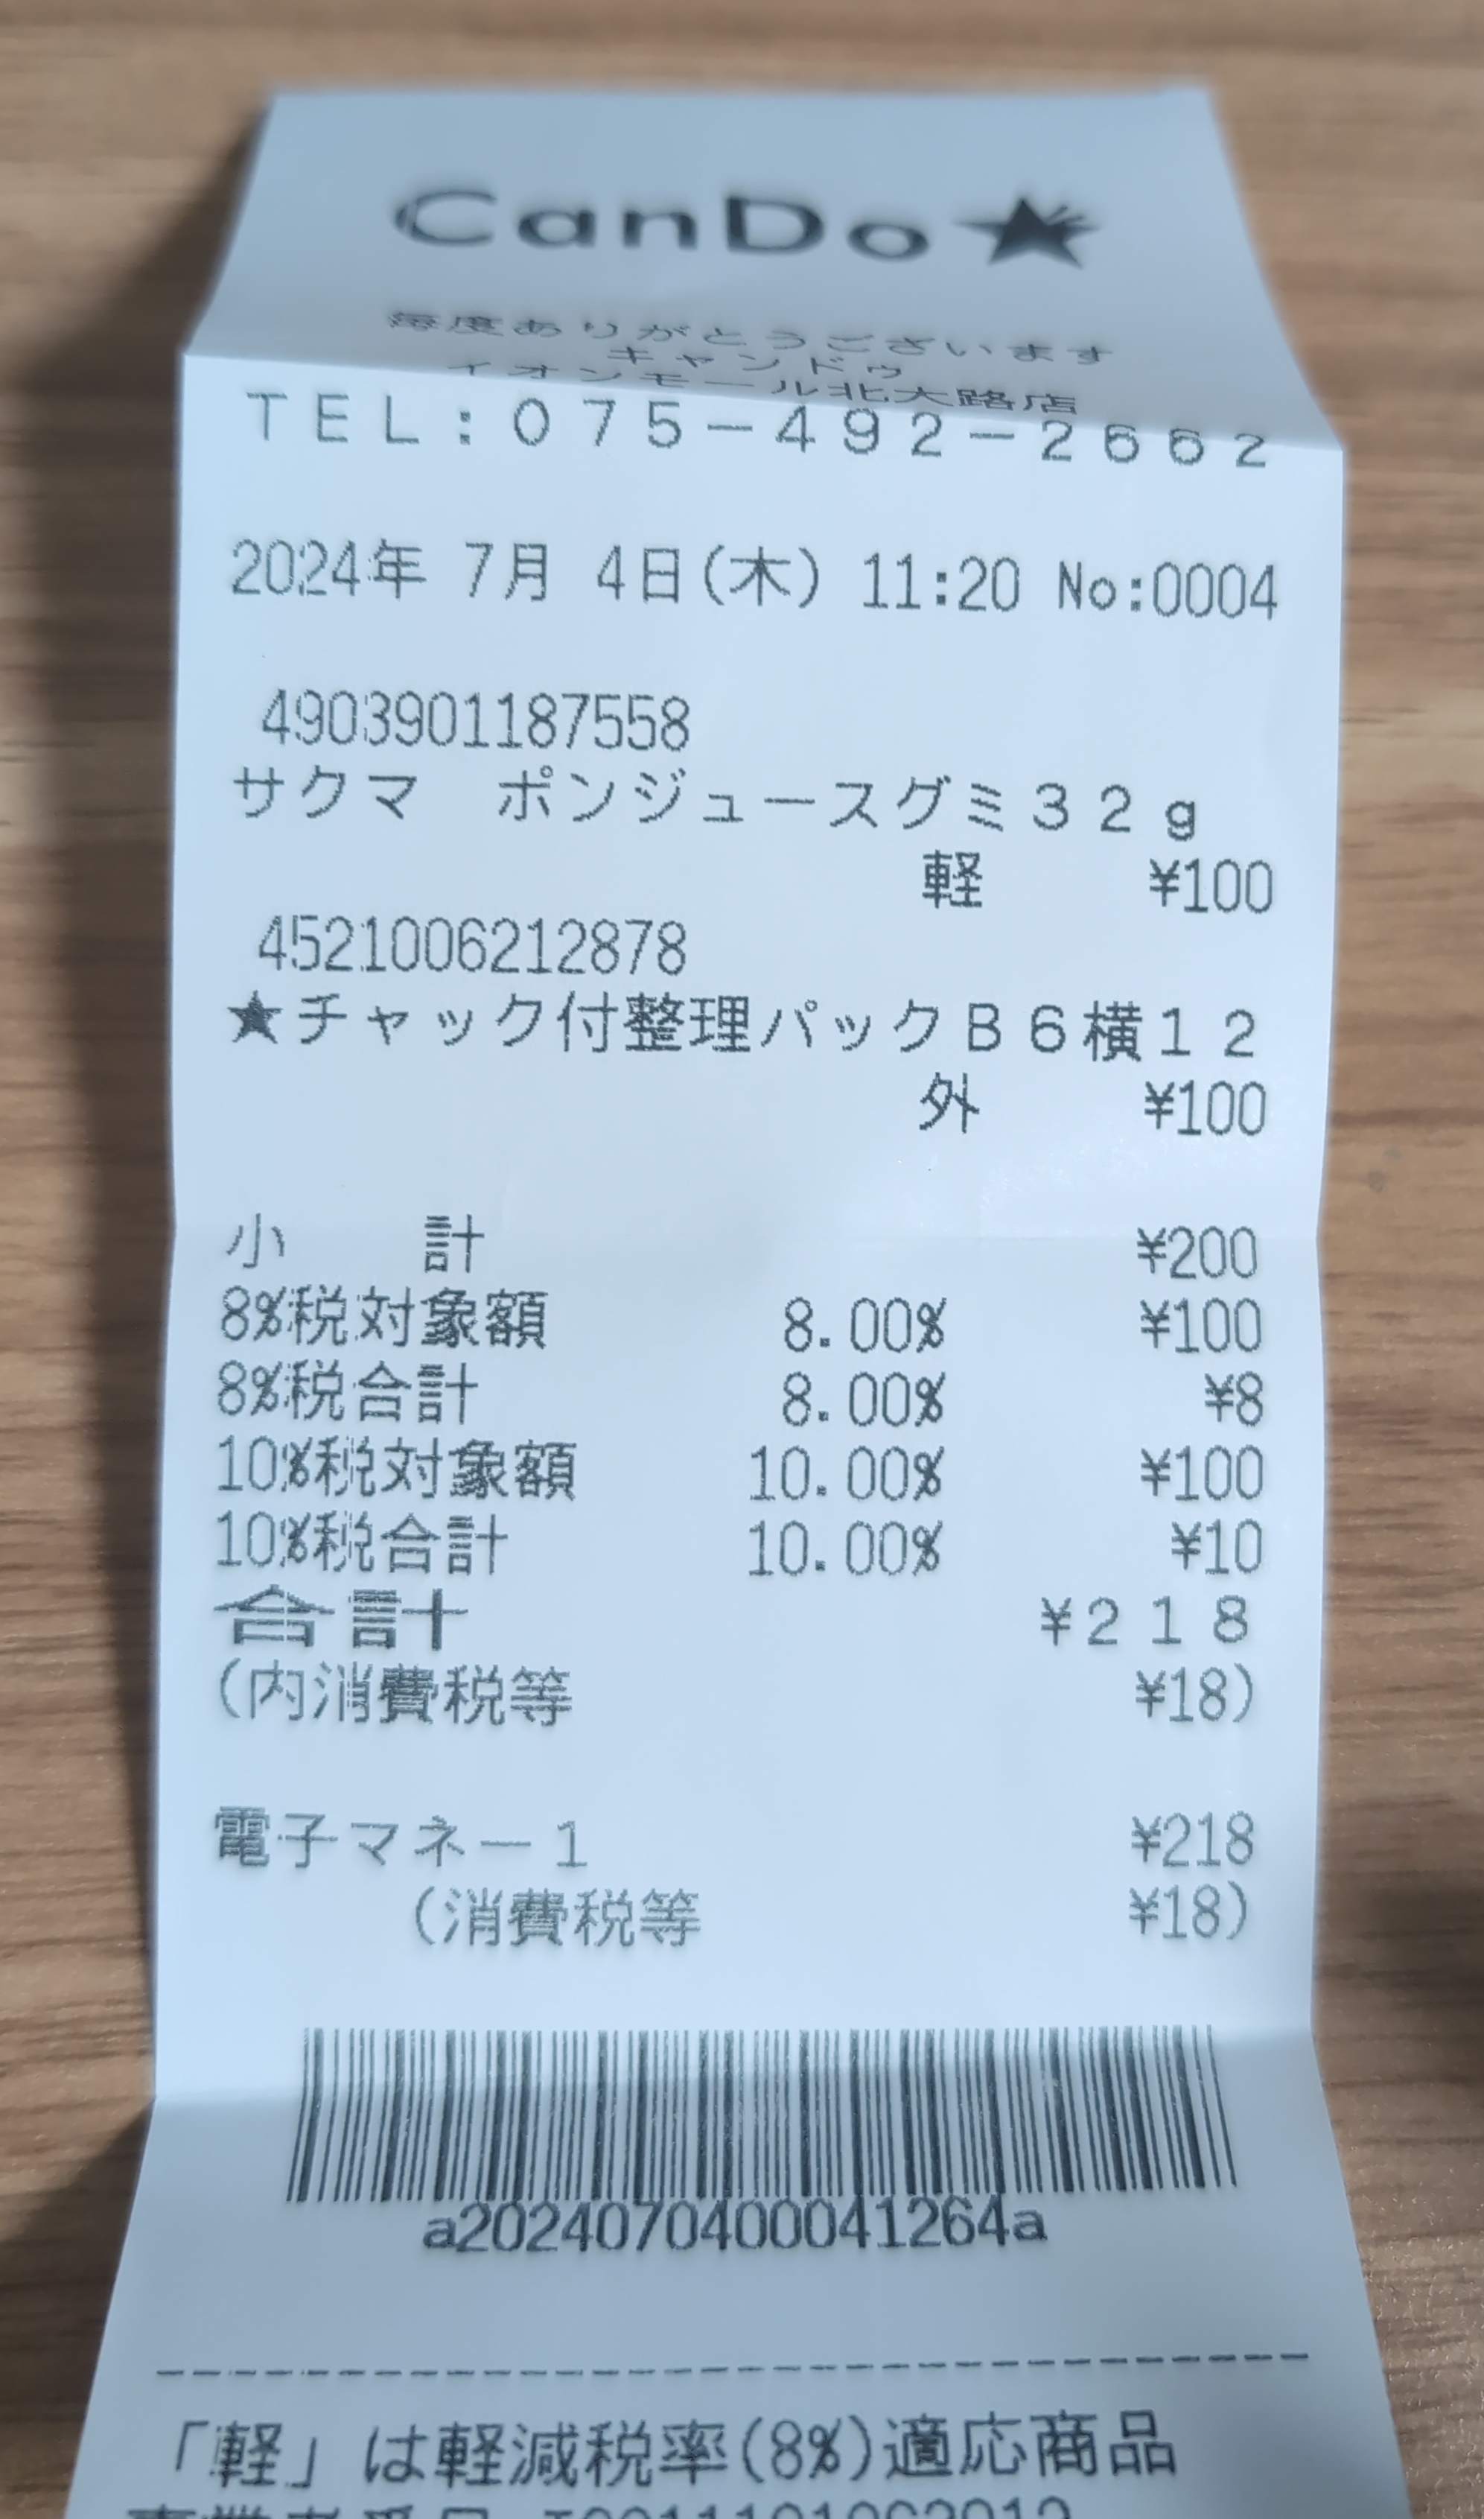 CanDo★
毎度ありがとうございます
キャンドゥ
イオンモール北大路店
TEL:075-492-2662
2024年 7月 4日(木) 11:20 No:0004
4903901187558
サクマ　ポンジュースグミ32g
軽 ¥100
4521006212878
★チャック付整理パックB6横12
外 ¥100
小　計 ¥200
8%税対象額 8.00% ¥100
8%税合計 8.00% ¥8
10%税対象額 10.00% ¥100
10%税合計 10.00% ¥10
合計 ¥218
(内消費税等 ¥18)
電子マネー1 ¥218
(消費税等 ¥18)
a2024070400041264a
「軽」は軽減税率(8%)適応商品